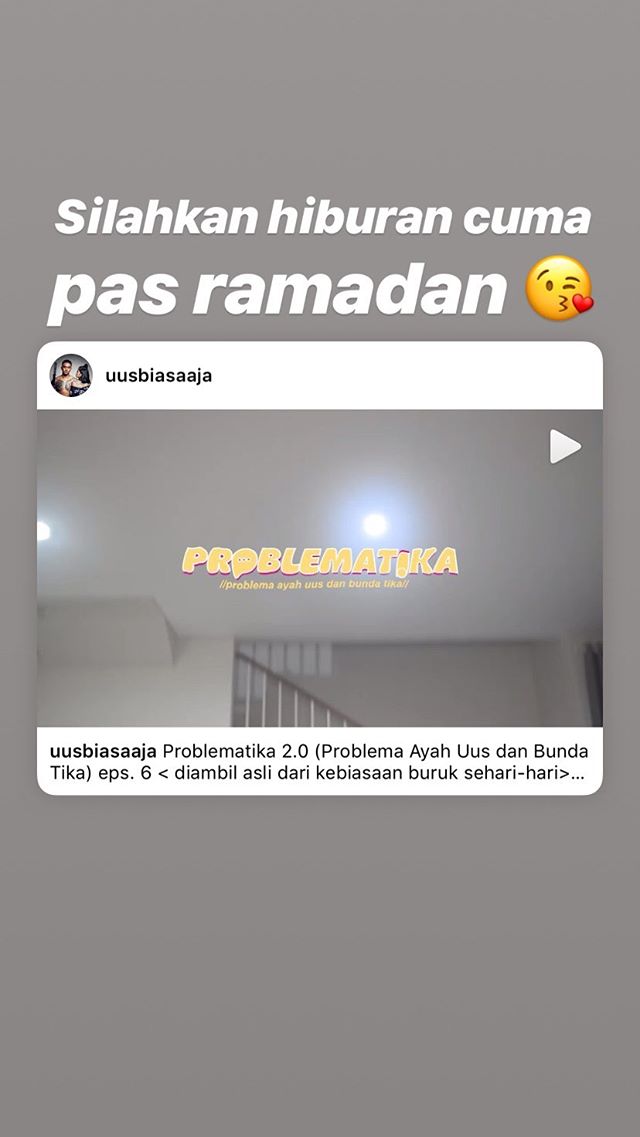 Silahkan hiburan cuma
pas ramadan 😘
uusbiasaaja
PROBLEMATIKA
//problema ayah uus dan bunda tika//
uusbiasaaja Problematika 2.0 (Problema Ayah Uus dan Bunda
Tika) eps. 6 < diambil asli dari kebiasaan buruk sehari-hari>...